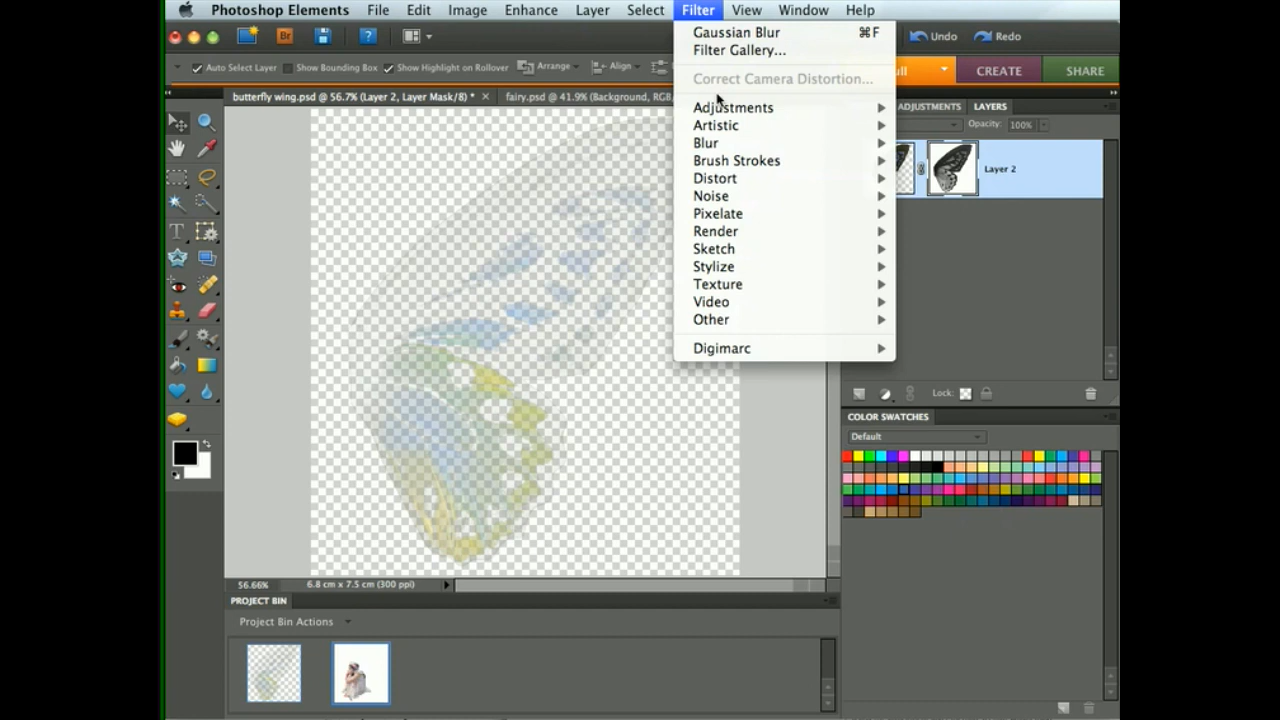 Photoshop Elements File Edit Image Enhance Layer Select Filter View Window Help
Br ? Undo Redo
Auto Select Layer Show Bounding Box Show Highlight on Rollover Arrange Align
CREATE SHARE
butterfly wing.psd @ 56.7% (Layer 2, Layer Mask/8) * × fairy.psd @ 41.9% (Background, RGB,
Gaussian Blur ⌘F
Filter Gallery...
Correct Camera Distortion...
Adjustments
Artistic
Blur
Brush Strokes
Distort
Noise
Pixelate
Render
Sketch
Stylize
Texture
Video
Other
Digimarc
ADJUSTMENTS LAYERS
Opacity: 100%
Layer 2
Lock:
COLOR SWATCHES
Default
56.66% 6.8 cm x 7.5 cm (300 ppi)
PROJECT BIN
Project Bin Actions